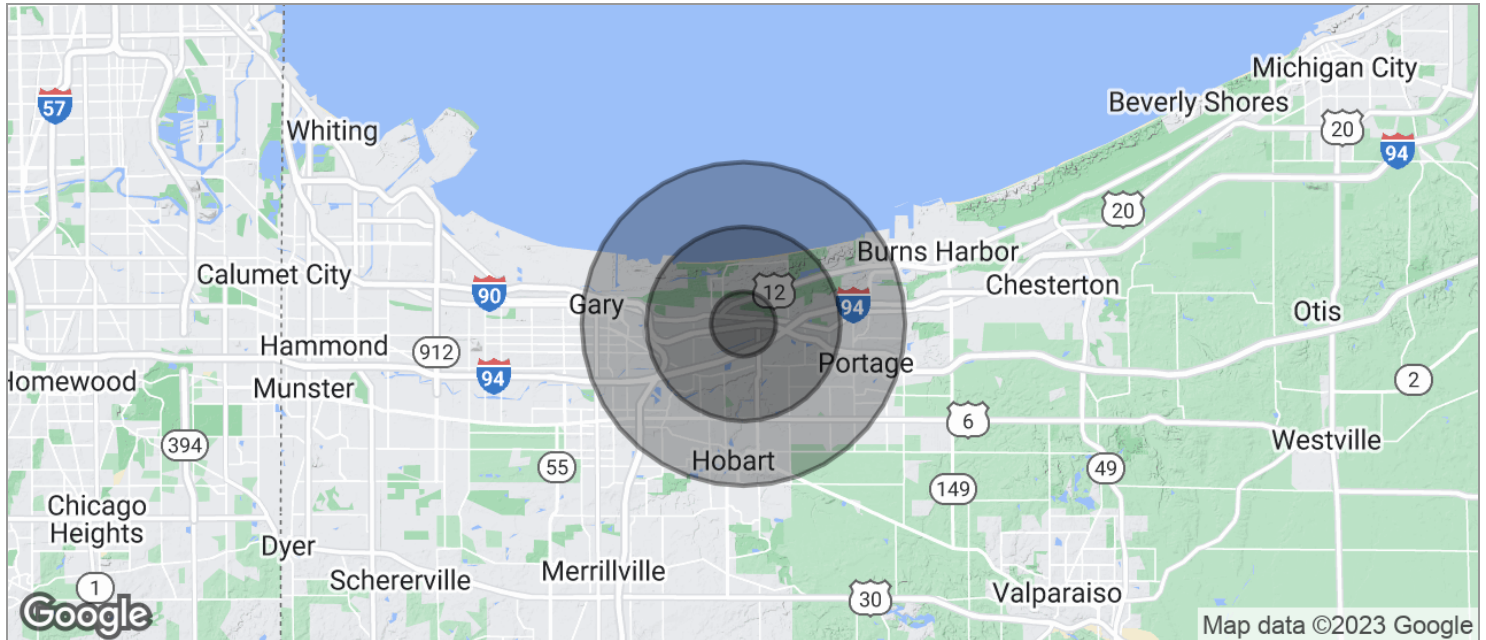 Michigan City
Beverly Shores
57
Whiting
20
94
20
Burns Harbor
Calumet City
90
Gary
12
94
Chesterton
Otis
Hammond
912
94
Portage
Homewood
Munster
2
394
6
Westville
Hobart
55
49
149
Chicago
Heights
Dyer
Schererville
Merrillville
1
30
Valparaiso
Google
Map data ©2023 Google